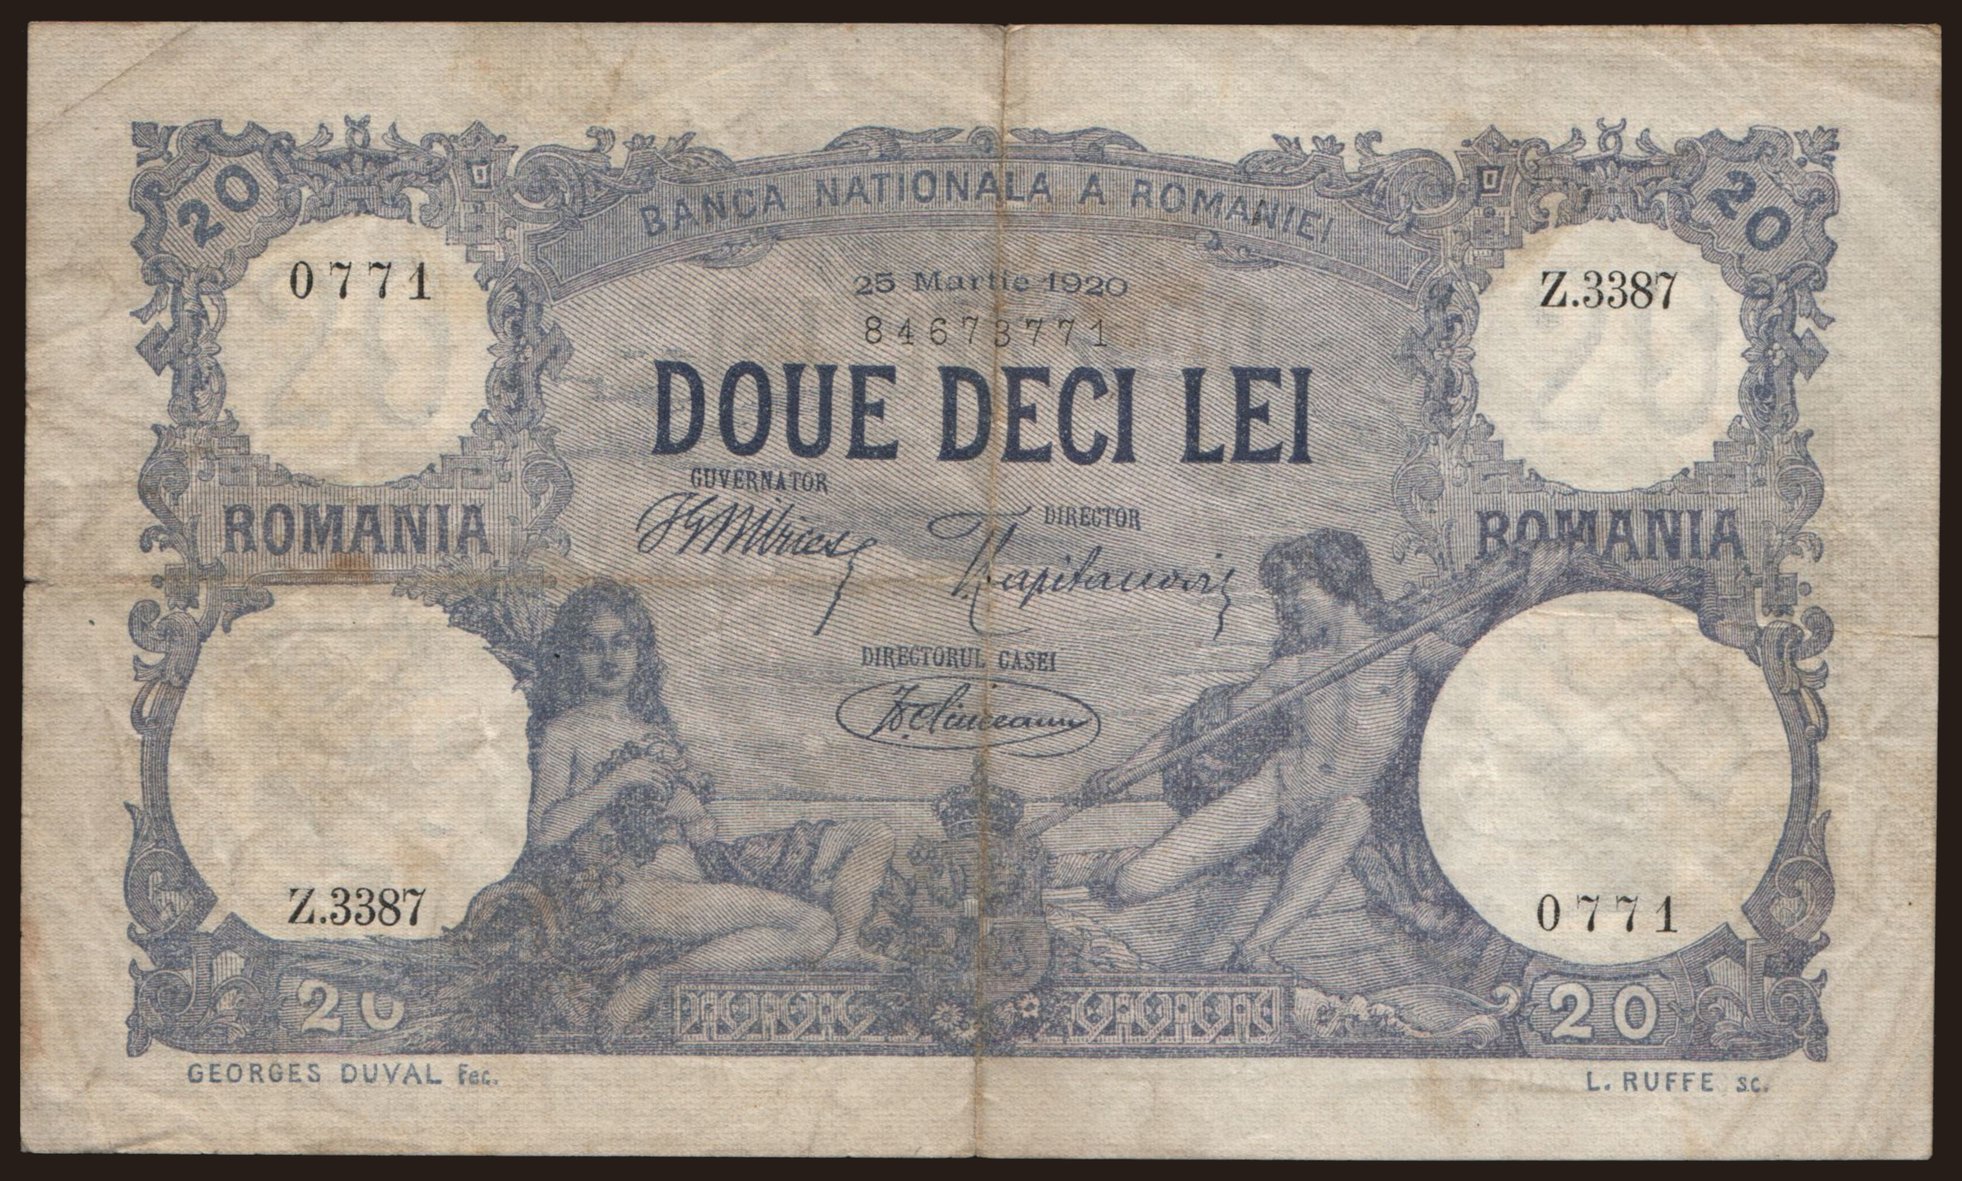 20
20
BANCA NATIONALA A ROMANIEI
0771
25 Martie 1920
Z.3387
84673771
DOUE DECI LEI
GUVERNATOR
DIRECTOR
ROMANIA
ROMANIA
DIRECTORUL CASEI
Z.3387
0771
20
20
GEORGES DUVAL Fec.
L. RUFFE sc.